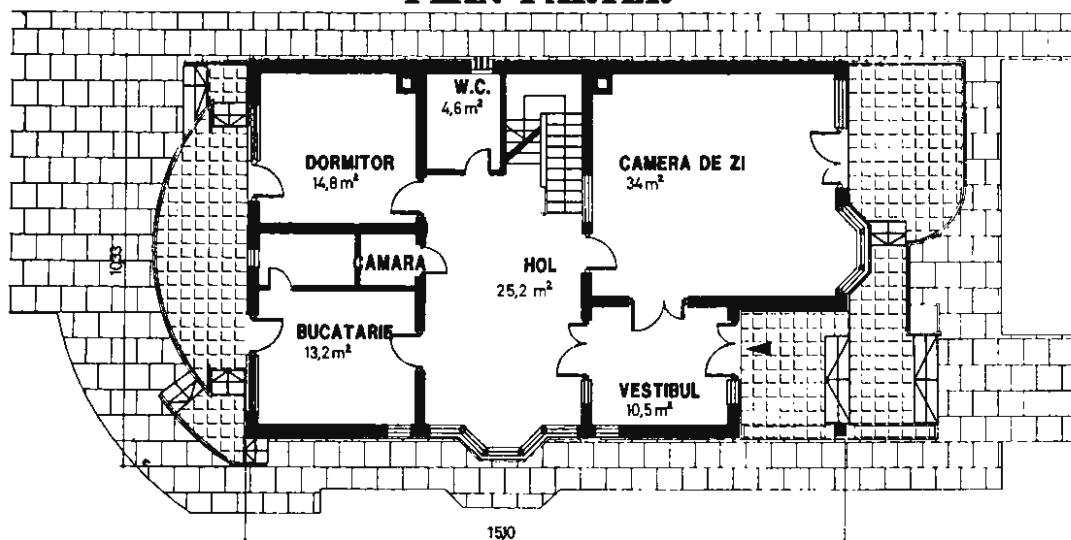 W.C.
4,6 m²
DORMITOR
14,8 m²
CAMERA DE ZI
34 m²
CAMARA
HOL
25,2 m²
BUCATARIE
13,2 m²
VESTIBUL
10,5 m²
1033
1510